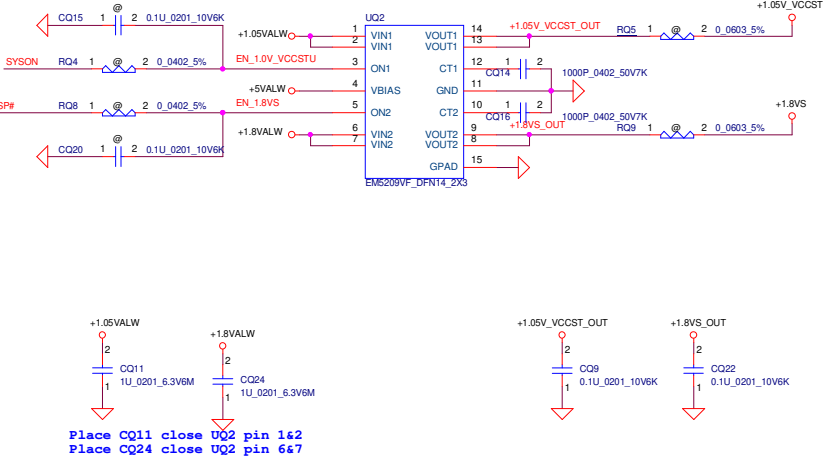 +1.05V_VCCST
@
CQ15 1 2 0.1U_0201_10V6K
UQ2
+1.05VALW 1 VIN1 VOUT1 14 +1.05V_VCCST_OUT RQ5 1 @ 2 0_0603_5%
2 VIN1 VOUT1 13
SYSON RQ4 1 @ 2 0_0402_5% EN_1.0V_VCCSTU 3 ON1 CT1 12 CQ14 1 2 1000P_0402_50V7K
+5VALW 4 VBIAS GND 11
SP# RQ8 1 @ 2 0_0402_5% EN_1.8VS 5 ON2 CT2 10 CQ16 1 2 1000P_0402_50V7K
+1.8VS
+1.8VALW 6 VIN2 VOUT2 9 +1.8VS_OUT RQ9 1 @ 2 0_0603_5%
7 VIN2 VOUT2 8
@
CQ20 1 2 0.1U_0201_10V6K
GPAD 15
EM5209VF_DFN14_2X3
+1.05VALW
2
CQ11
1U_0201_6.3V6M
1
+1.8VALW
2
CQ24
1U_0201_6.3V6M
1
+1.05V_VCCST_OUT
2
CQ9
0.1U_0201_10V6K
1
+1.8VS_OUT
2
CQ22
0.1U_0201_10V6K
1
Place CQ11 close UQ2 pin 1&2
Place CQ24 close UQ2 pin 6&7